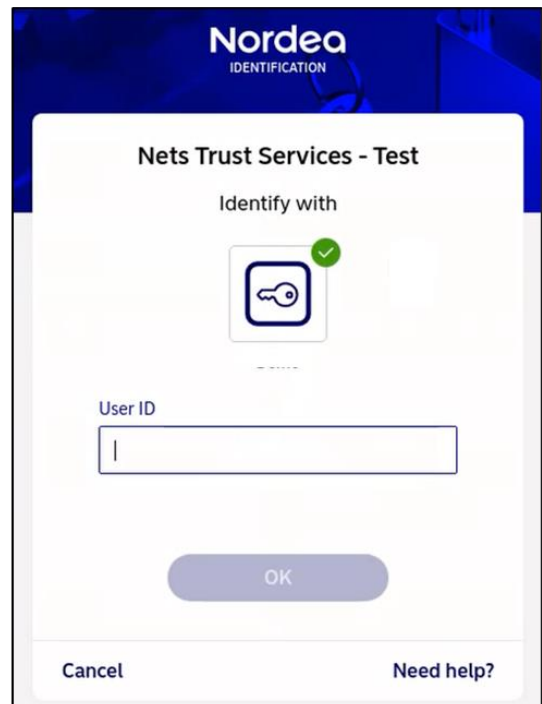 Nordea
IDENTIFICATION
Nets Trust Services - Test
Identify with
User ID
OK
Cancel
Need help?